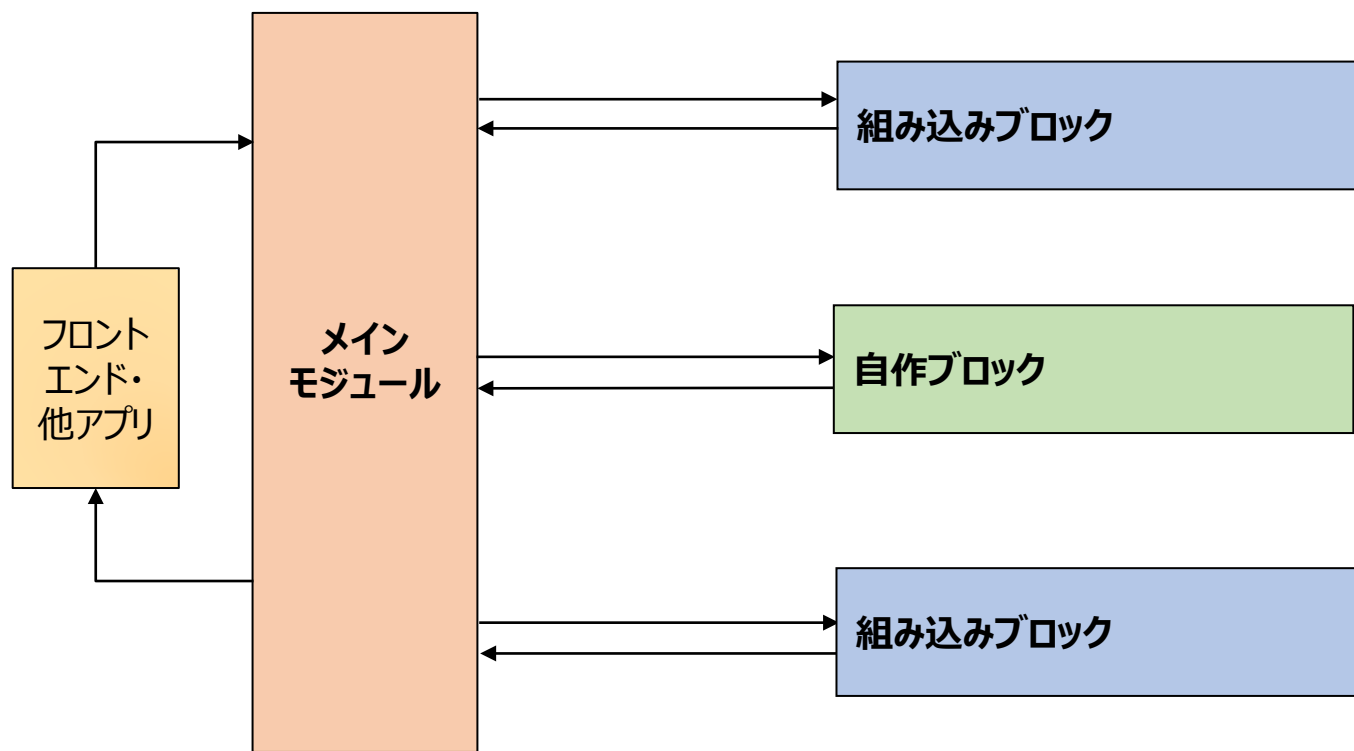 組み込みブロック
フロント
エンド・
他アプリ
メイン
モジュール
自作ブロック
組み込みブロック